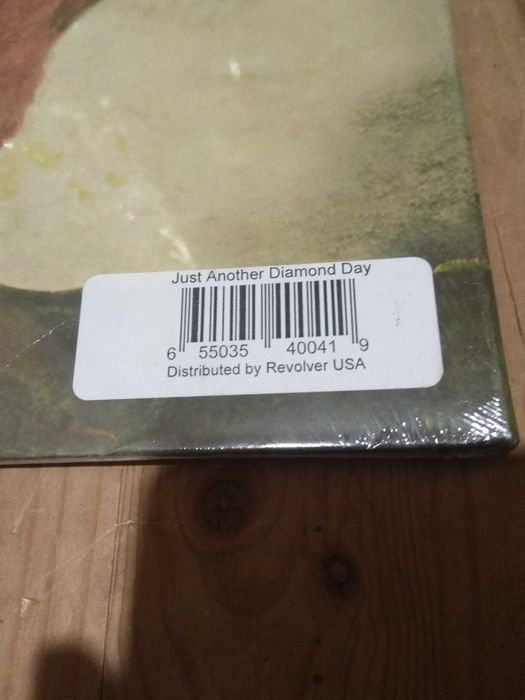 Just Another Diamond Day
6 55035 40041 9
Distributed by Revolver USA